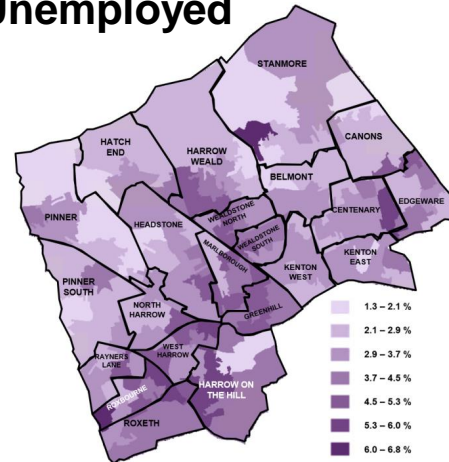 Unemployed
STANMORE
HATCH
END
HARROW
WEALD
CANONS
BELMONT
PINNER
HEADSTONE
WEALDSTONE
NORTH
CENTENARY
EDGEWARE
WEALDSTONE
SOUTH
MARLBOROUGH
KENTON
WEST
KENTON
EAST
PINNER
SOUTH
NORTH
HARROW
GREENHILL
RAYNERS
LANE
WEST
HARROW
ROXBOURNE
HARROW ON
THE HILL
ROXETH
1.3 – 2.1 %
2.1 – 2.9 %
2.9 – 3.7 %
3.7 – 4.5 %
4.5 – 5.3 %
5.3 – 6.0 %
6.0 – 6.8 %